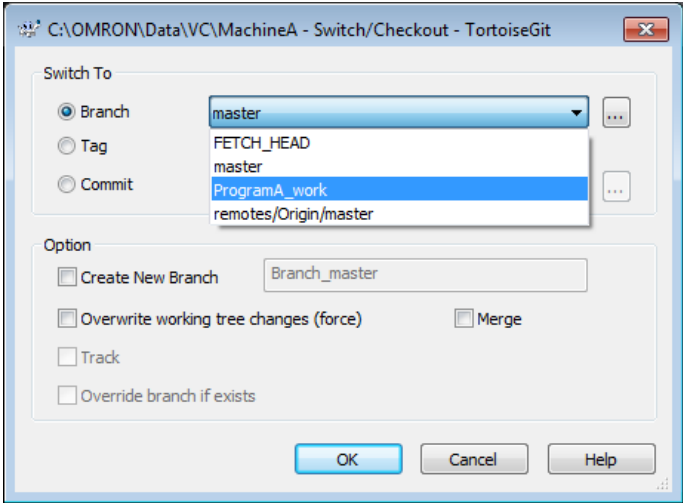 C:\OMRON\Data\VC\MachineA - Switch/Checkout - TortoiseGit
Switch To
Branch
master
...
FETCH_HEAD
master
ProgramA_work
remotes/Origin/master
Tag
Commit
...
Option
Create New Branch
Branch_master
Overwrite working tree changes (force)
Merge
Track
Override branch if exists
OK
Cancel
Help